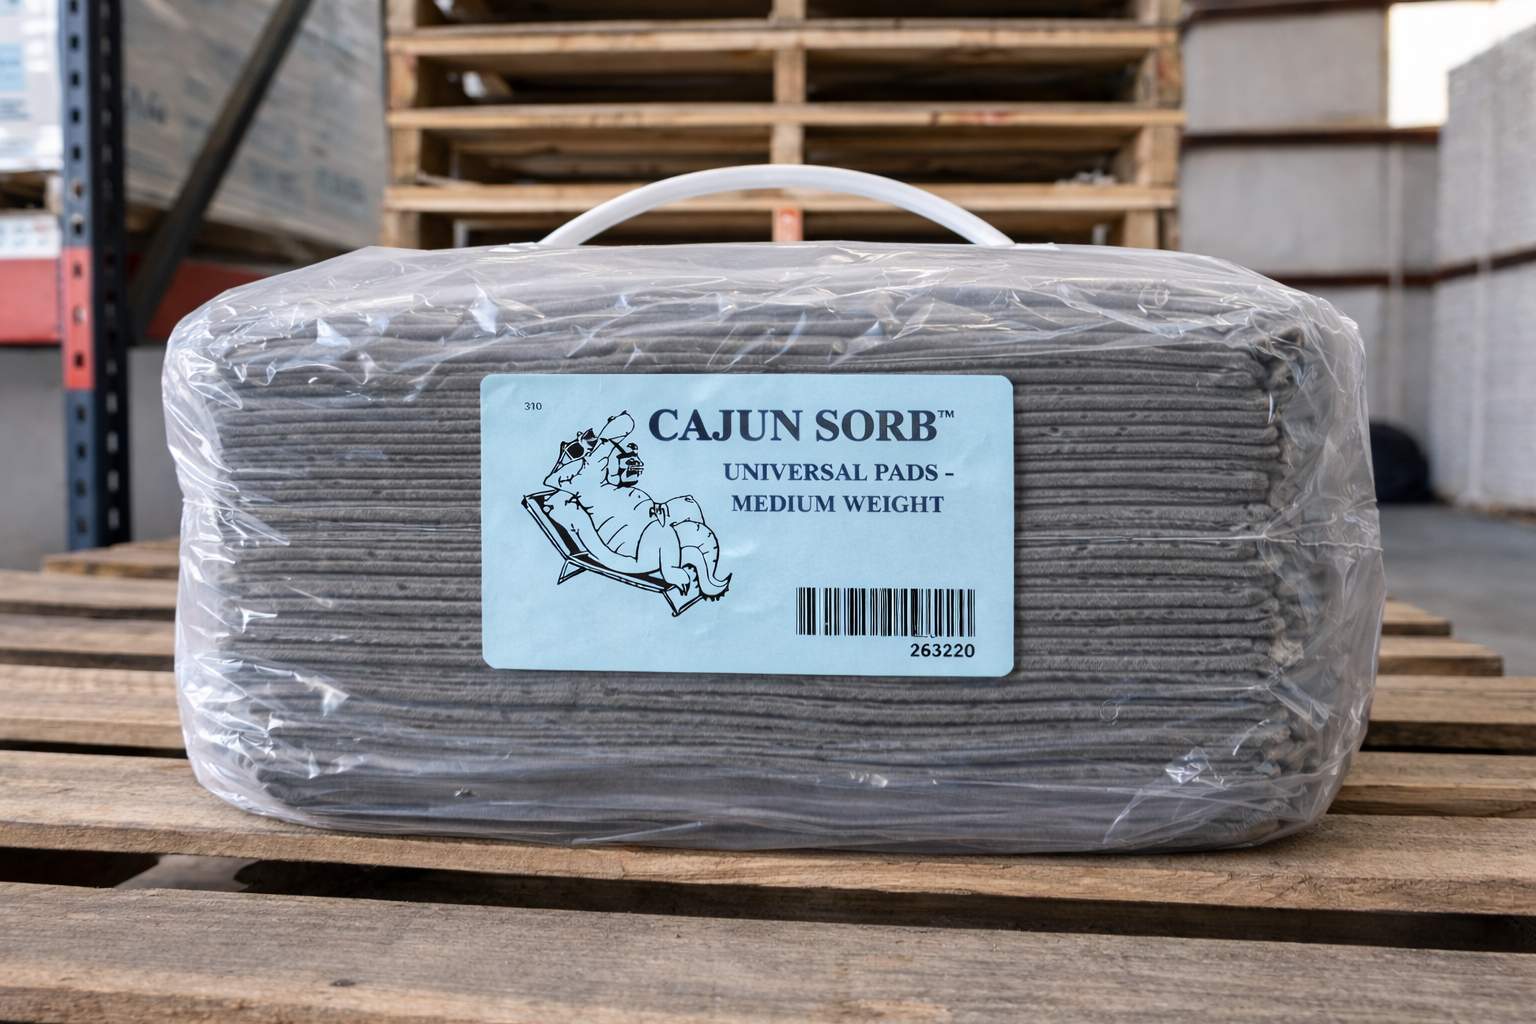 310
CAJUN SORB™
UNIVERSAL PADS -
MEDIUM WEIGHT
263220